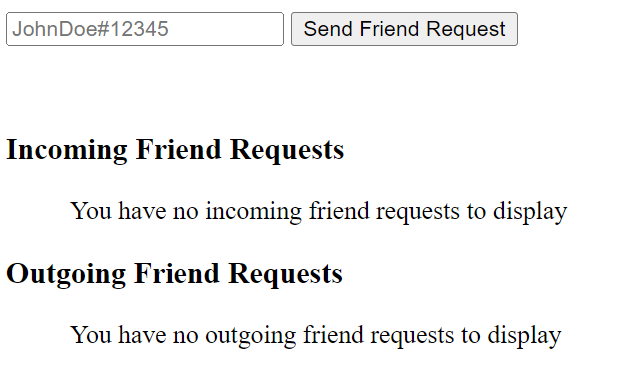 JohnDoe#12345 Send Friend Request
Incoming Friend Requests
You have no incoming friend requests to display
Outgoing Friend Requests
You have no outgoing friend requests to display